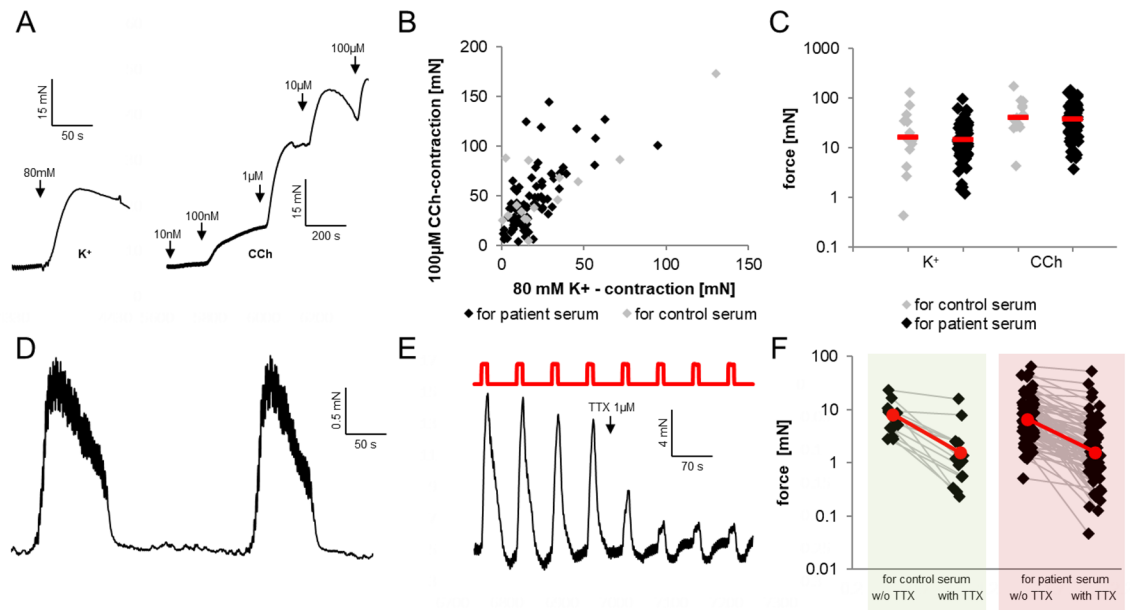 A
15 mN
50 s
80mM
K⁺
10nM
100nM
1µM
10µM
100µM
CCh
15 mN
200 s
B
100µM CCh-contraction [mN]
200
150
100
50
0
0 50 100 150
80 mM K+ - contraction [mN]
for patient serum for control serum
C
force [mN]
1000
100
10
1
0.1
K⁺ CCh
for control serum
for patient serum
D
0.5 mN
50 s
E
TTX 1µM
4 mN
70 s
F
force [mN]
100
10
1
0.1
0.01
for control serum for patient serum
w/o TTX with TTX w/o TTX with TTX